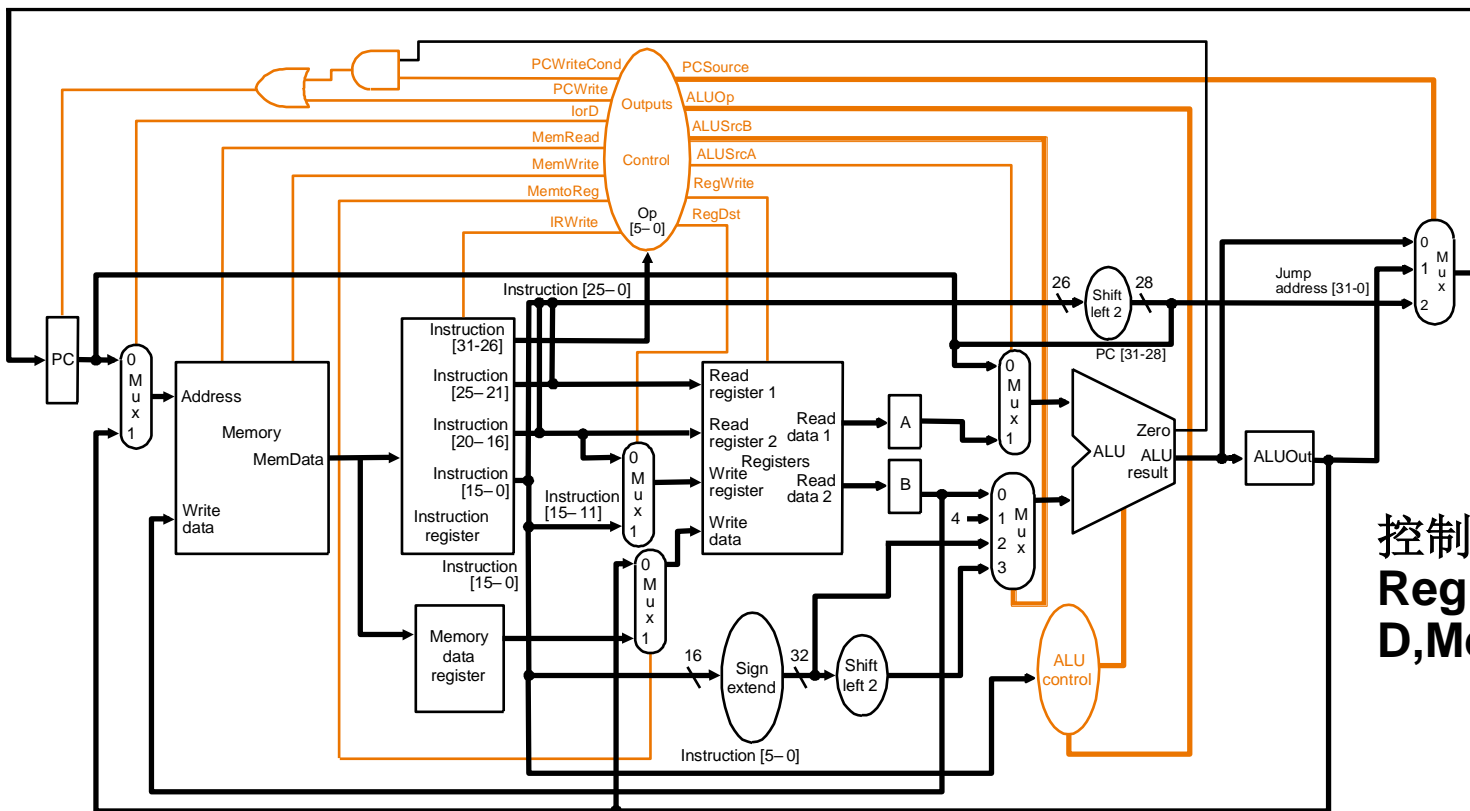 PCWriteCond
PCWrite
IorD
MemRead
MemWrite
MemtoReg
IRWrite
Outputs
Control
Op
[5–0]
PCSource
ALUOp
ALUSrcB
ALUSrcA
RegWrite
RegDst
Instruction [25–0]
26
Shift
left 2
28
Jump
address [31-0]
PC [31-28]
0
1
2
M
u
x
PC
0
M
u
x
1
Address
Memory
MemData
Write
data
Instruction
[31-26]
Instruction
[25–21]
Instruction
[20–16]
Instruction
[15–0]
Instruction
register
Instruction
[15–11]
Instruction
[15–0]
0
M
u
x
1
0
M
u
x
1
Memory
data
register
Read
register 1
Read
register 2
Registers
Write
register
Write
data
Read
data 1
Read
data 2
A
B
4
0
M
u
x
1
0
1
2
3
M
u
x
Zero
ALU
ALU
result
ALUOut
16
Sign
extend
32
Shift
left 2
ALU
control
Instruction [5–0]
控制
Reg
D,Me